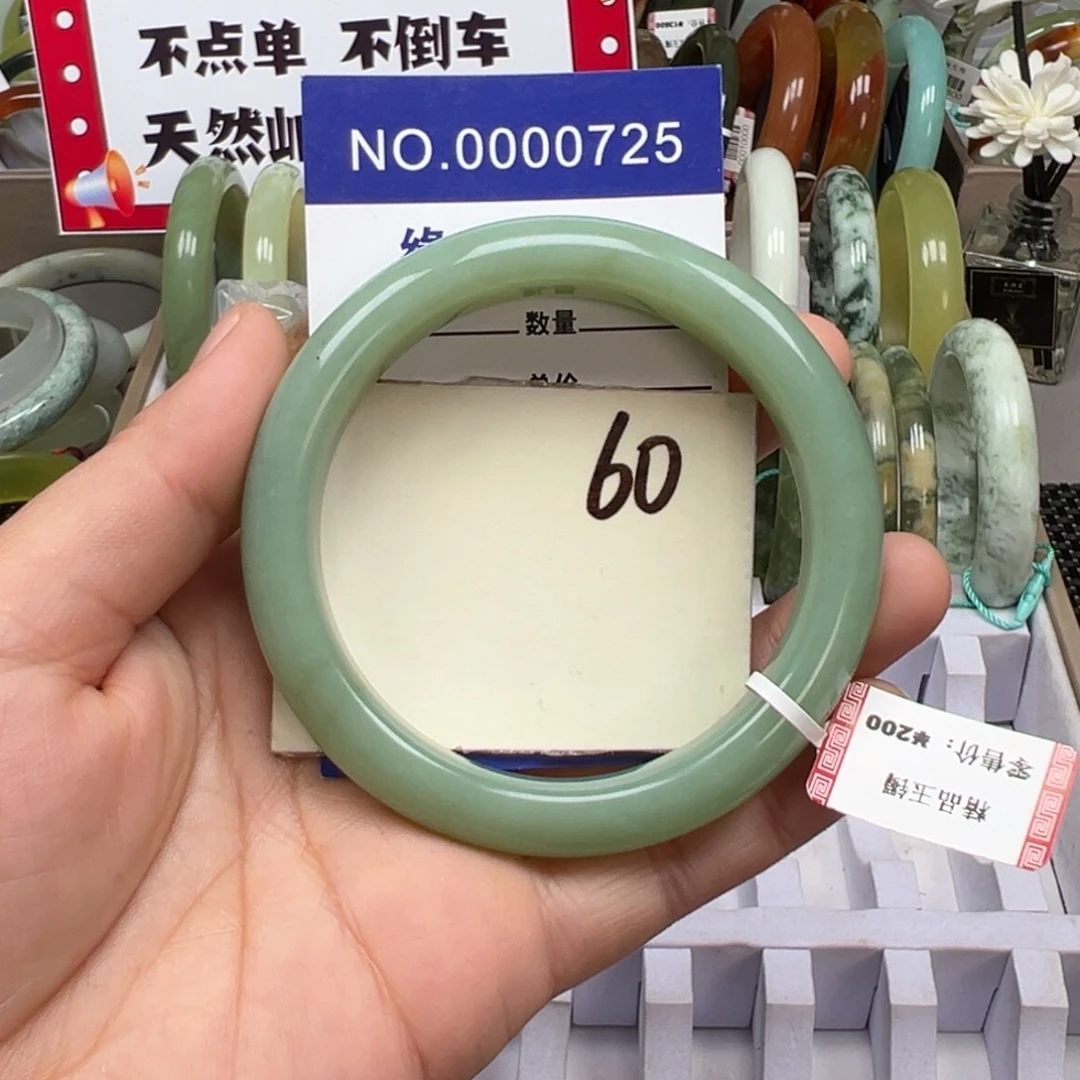 不点单 不倒车
天然
NO.0000725
数量
60
零售价：¥200
精品玉镯